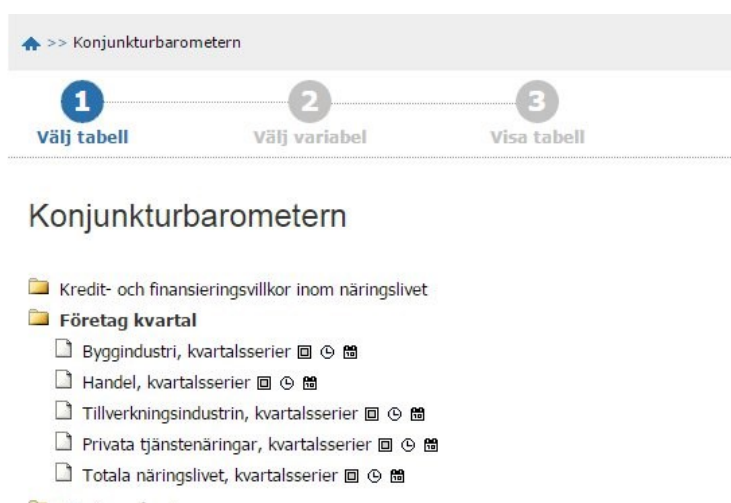 >> Konjunkturbarometern
1 2 3
Välj tabell Välj variabel Visa tabell
Konjunkturbarometern
Kredit- och finansieringsvillkor inom näringslivet
Företag kvartal
Byggindustri, kvartalsserier
Handel, kvartalsserier
Tillverkningsindustrin, kvartalsserier
Privata tjänstenäringar, kvartalsserier
Totala näringslivet, kvartalsserier